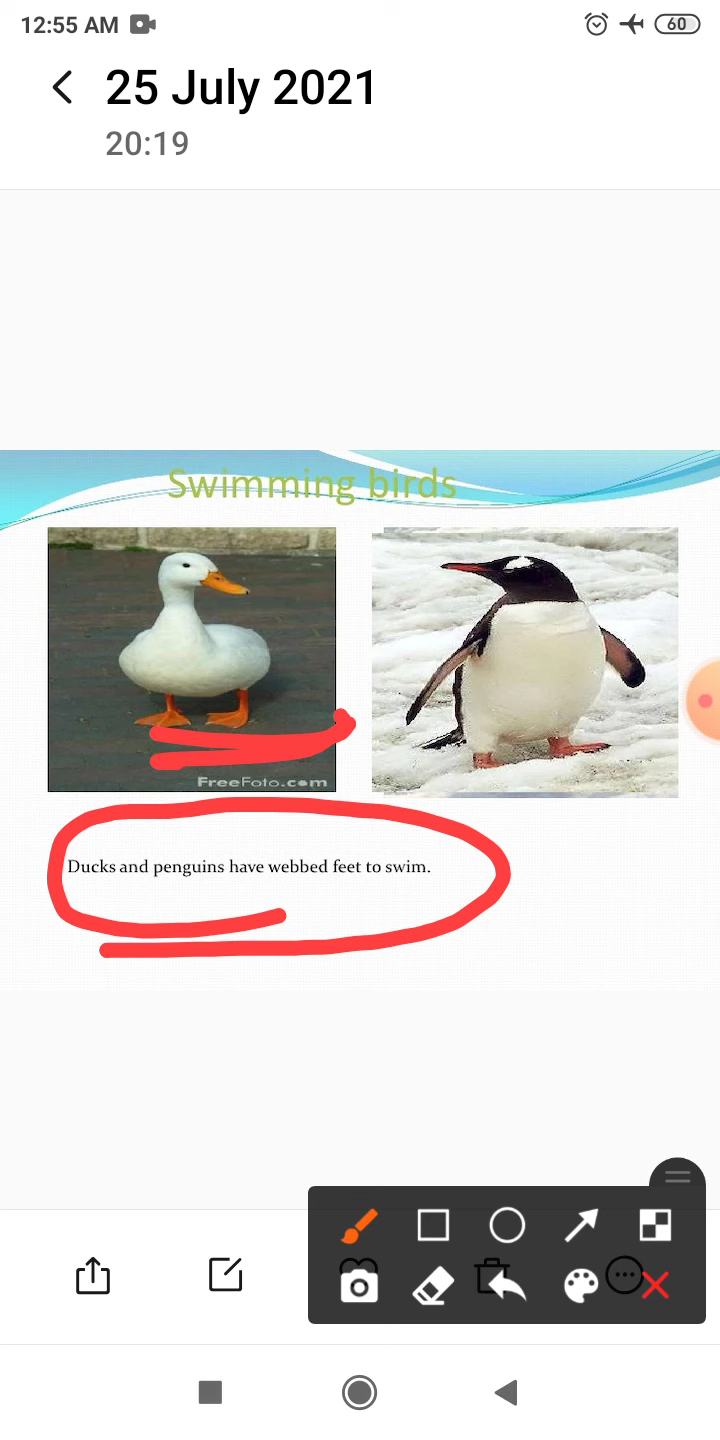 12:55 AM
60
25 July 2021
20:19
Swimming birds
FreeFoto.com
Ducks and penguins have webbed feet to swim.